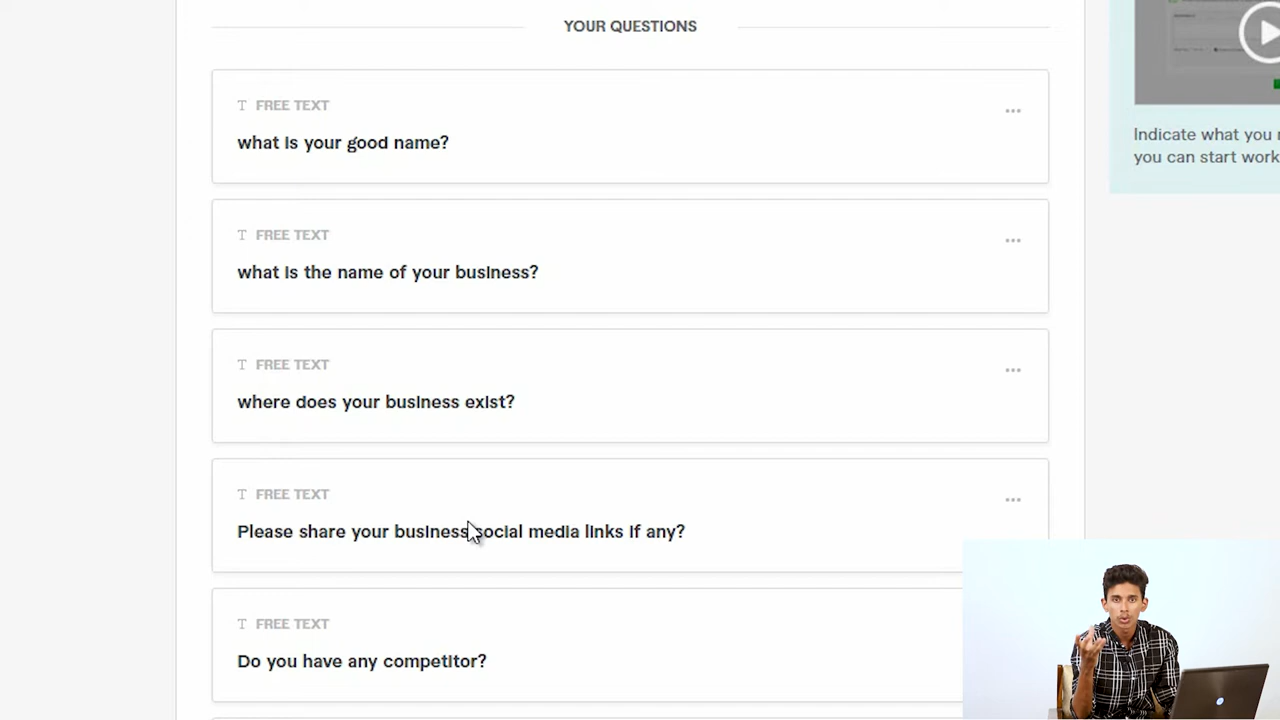 YOUR QUESTIONS
FREE TEXT
what is your good name?
FREE TEXT
what is the name of your business?
FREE TEXT
where does your business exist?
FREE TEXT
Please share your business social media links if any?
FREE TEXT
Do you have any competitor?
Indicate what you
you can start work